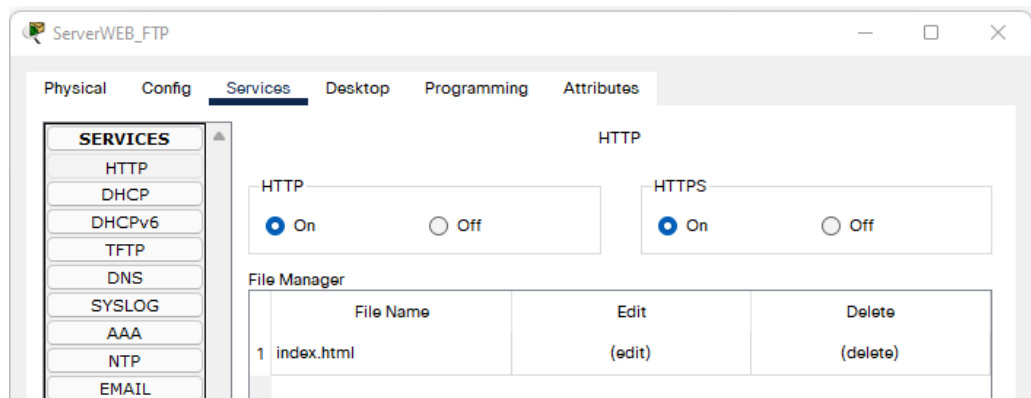 ServerWEB_FTP
Physical Config Services Desktop Programming Attributes
SERVICES
HTTP
DHCP
DHCPv6
TFTP
DNS
SYSLOG
AAA
NTP
EMAIL
HTTP
HTTP
On Off
HTTPS
On Off
File Manager
File Name Edit Delete
1 index.html (edit) (delete)